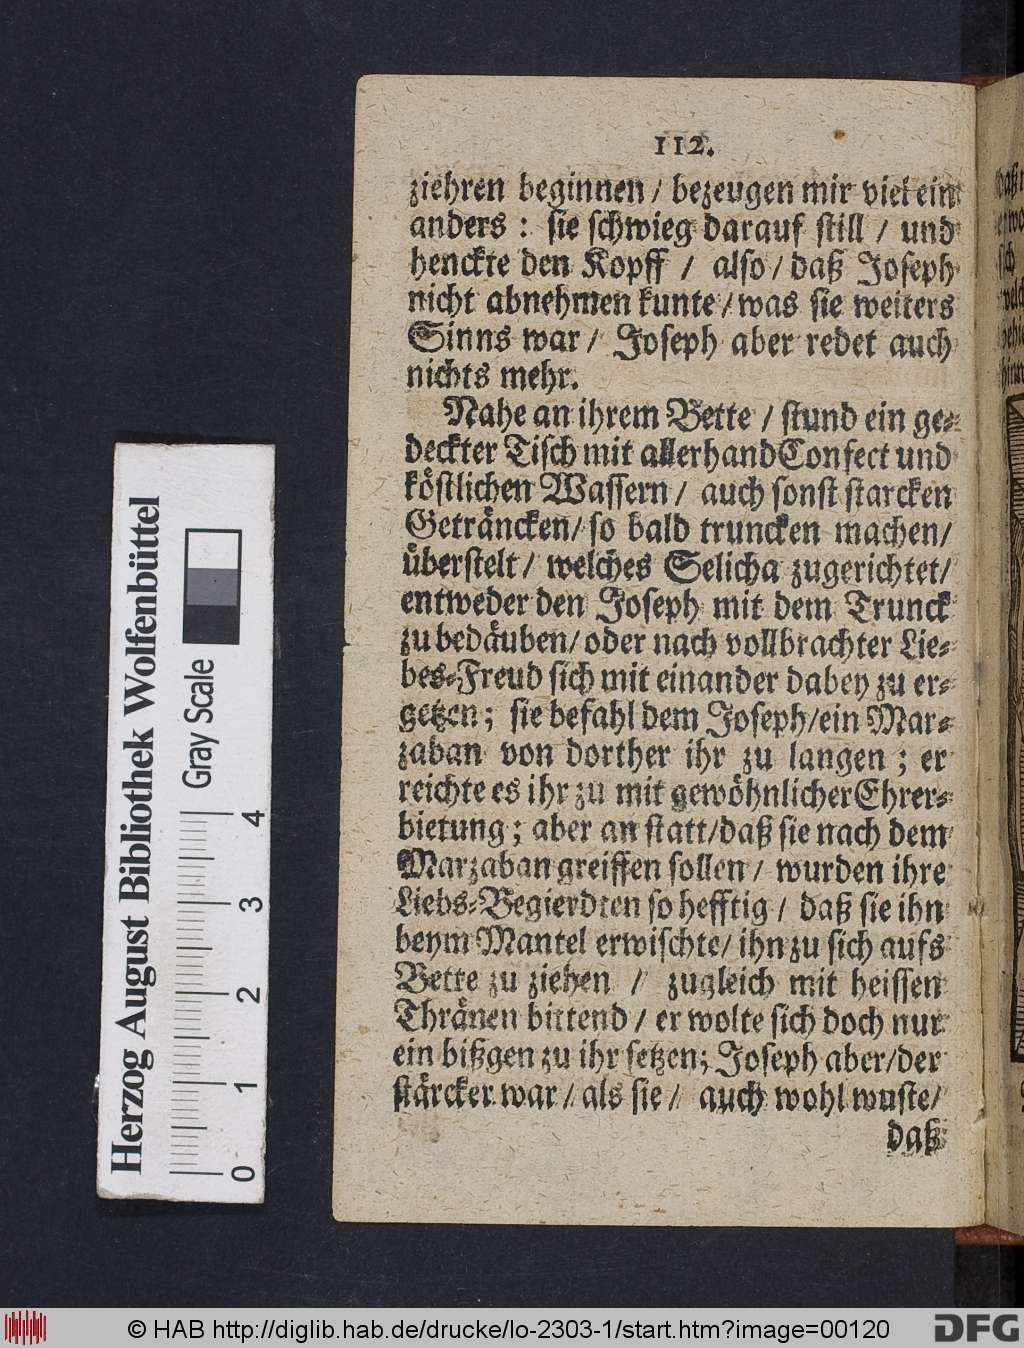 112.
ziehren beginnen / bezeugen mir viel ein
anders : sie schwieg darauf still / und
henckte den Kopff / also / daß Joseph
nicht abnehmen kunte / was sie weiters
Sinns war / Joseph aber redet auch
nichts mehr.
Nahe an ihrem Bette / stund ein ge-
deckter Tisch mit allerhand Confect und
köstlichen Wassern / auch sonst starcken
Geträncken / so bald truncken machen /
überstelt / welches Selicha zugerichtet /
entweder den Joseph mit dem Trunck
zu bedäuben / oder nach vollbrachter Lie-
bes-Freud sich mit einander dabey zu er-
getzen ; sie befahl dem Joseph / ein Mar-
zaban von dorther ihr zu langen ; er
reichte es ihr zu mit gewöhnlicher Ehrer-
bietung ; aber an statt / daß sie nach dem
Marzaban greiffen sollen / wurden ihre
Liebs-Begierdten so hefftig / daß sie ihn
beym Mantel erwischte / ihn zu sich aufs
Bette zu ziehen / zugleich mit heissen
Thränen bittend / er wolte sich doch nur
ein bißgen zu ihr setzen ; Joseph aber / der
stärcker war / als sie / auch wohl wuste /
daß
Herzog August Bibliothek Wolfenbüttel
Gray Scale
0 1 2 3 4
© HAB http://diglib.hab.de/drucke/lo-2303-1/start.htm?image=00120
DFG